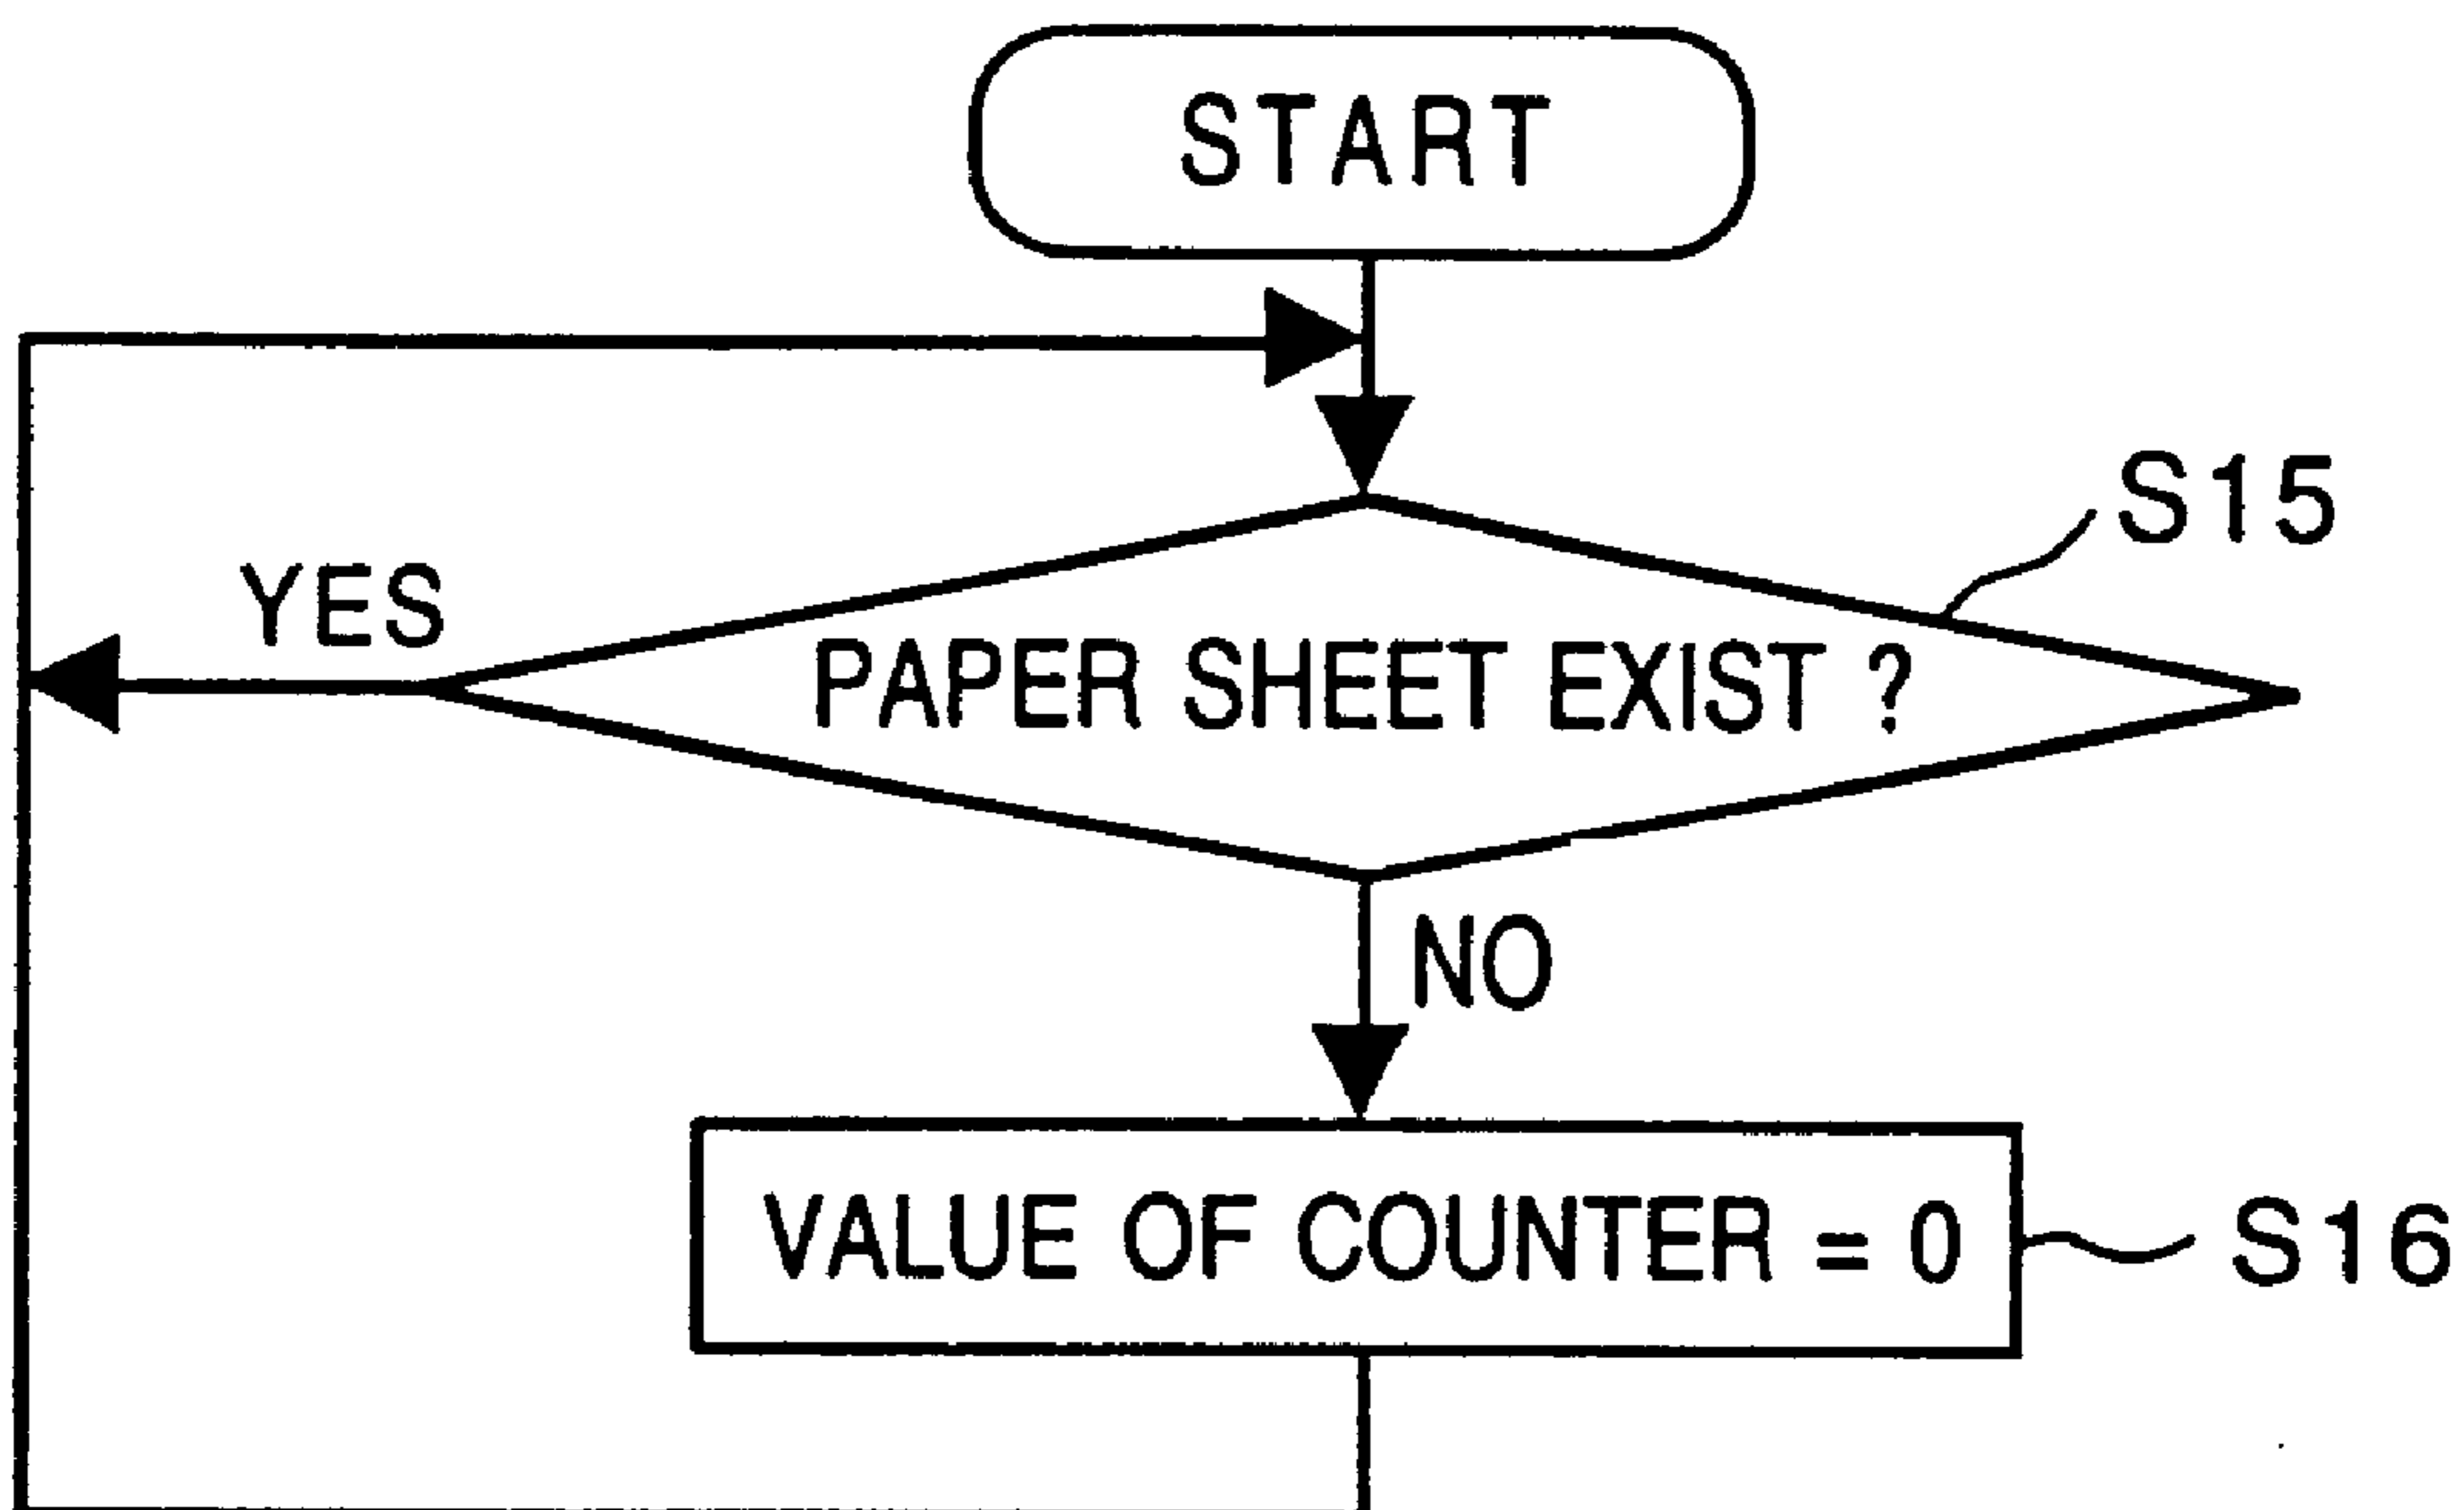 START
S15
YES
PAPER SHEET EXIST ?
NO
VALUE OF COUNTER = 0
S16